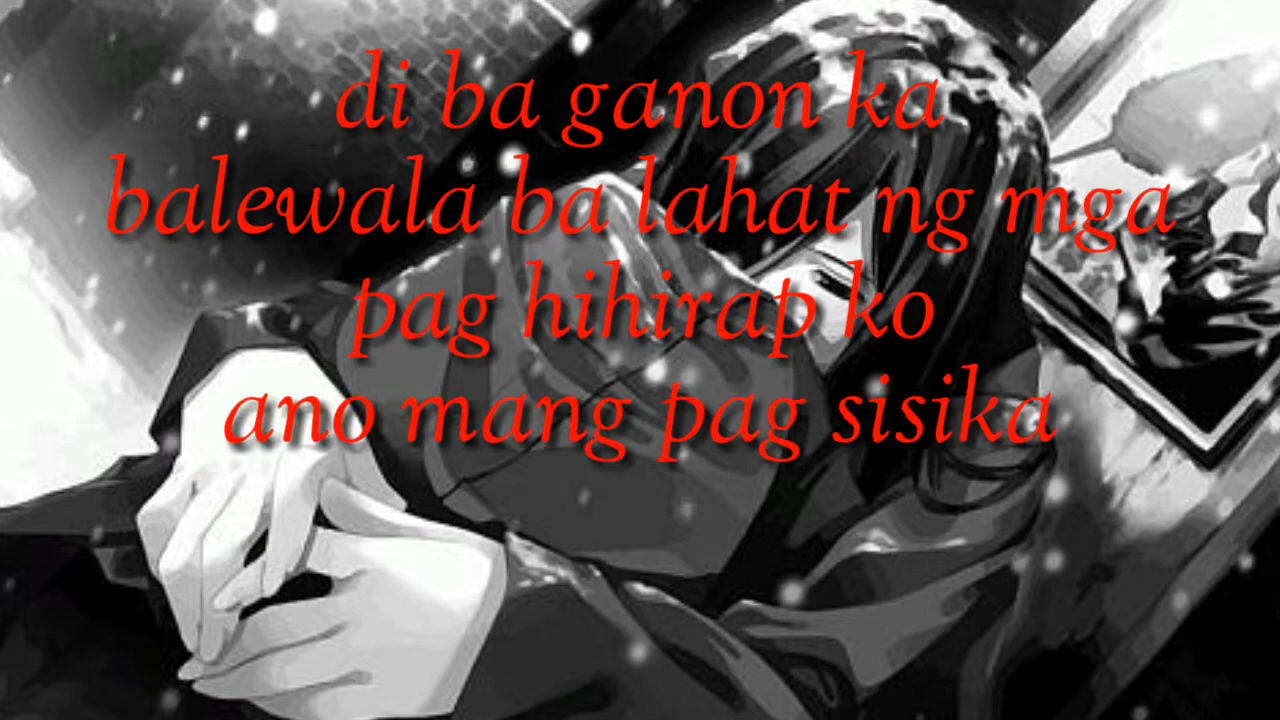 di ba ganon ka
balewala ba lahat ng mga
pag hihirap ko
ano mang pag sisika